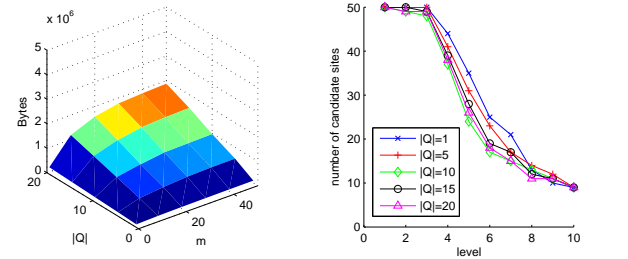 x 10^6
5
4
3
2
1
0
Bytes
20
10
0
|Q|
0
20
40
m
50
40
30
20
10
0
number of candidate sites
|Q|=1
|Q|=5
|Q|=10
|Q|=15
|Q|=20
0 2 4 6 8 10
level